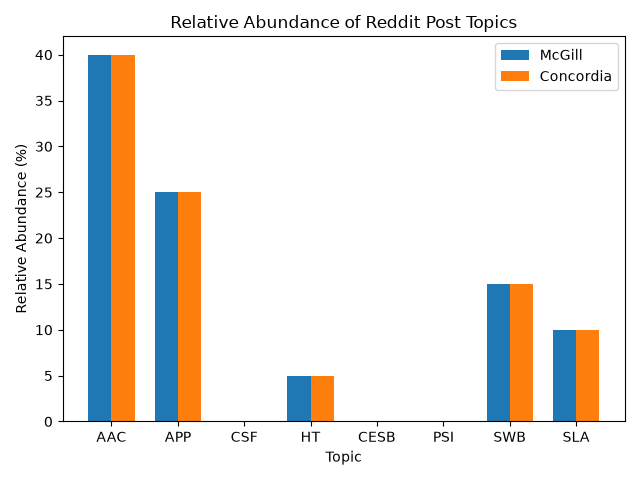 Relative Abundance of Reddit Post Topics
McGill
Concordia
Relative Abundance (%)
40
35
30
25
20
15
10
5
0
AAC APP CSF HT CESB PSI SWB SLA
Topic